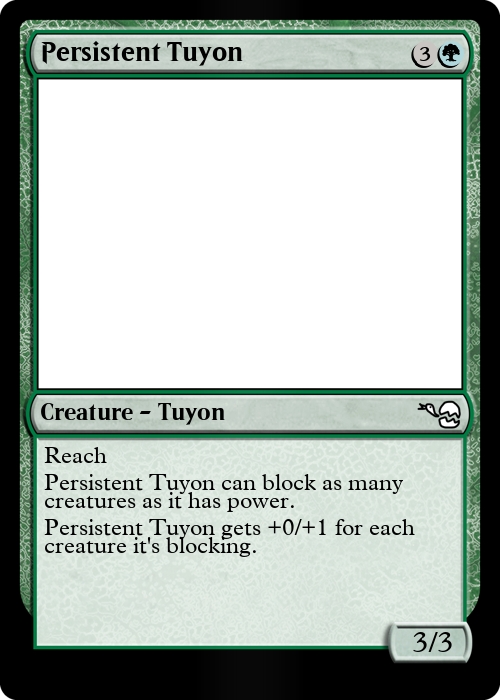 Persistent Tuyon 3
Creature – Tuyon
Reach
Persistent Tuyon can block as many
creatures as it has power.
Persistent Tuyon gets +0/+1 for each
creature it's blocking.
3/3